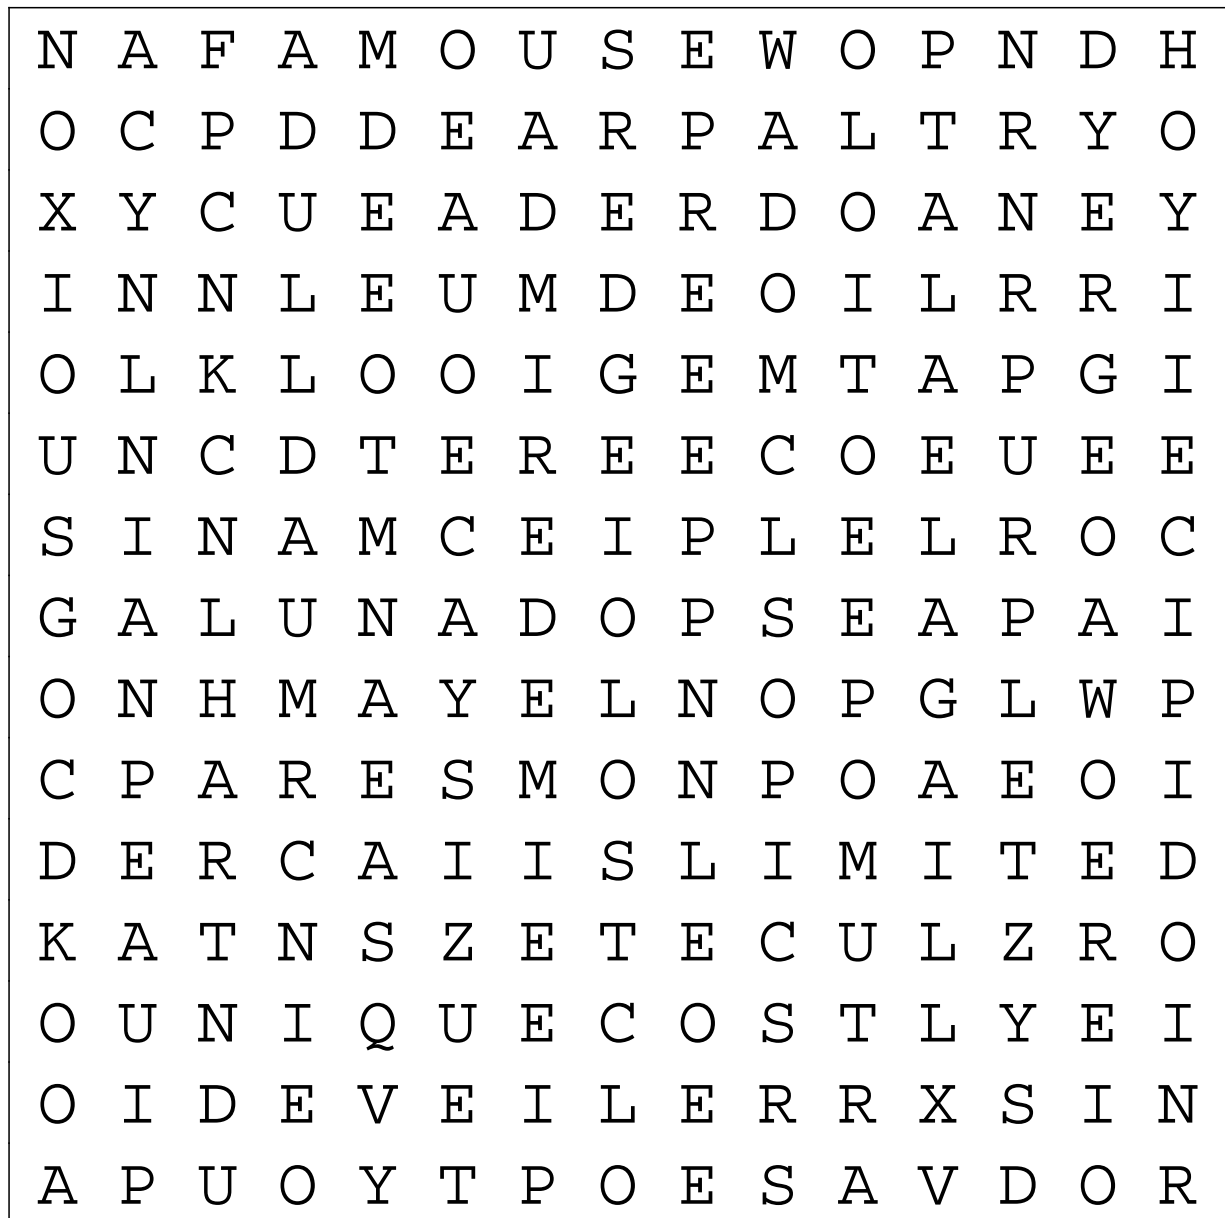 N A F A M O U S E W O P N D H
O C P D D E A R P A L T R Y O
X Y C U E A D E R D O A N E Y
I N N L E U M D E O I L R R I
O L K L O O I G E M T A P G I
U N C D T E R E E C O E U E E
S I N A M C E I P L E L R O C
G A L U N A D O P S E A P A I
O N H M A Y E L N O P G L W P
C P A R E S M O N P O A E O I
D E R C A I I S L I M I T E D
K A T N S Z E T E C U L Z R O
O U N I Q U E C O S T L Y E I
O I D E V E I L E R R X S I N
A P U O Y T P O E S A V D O R